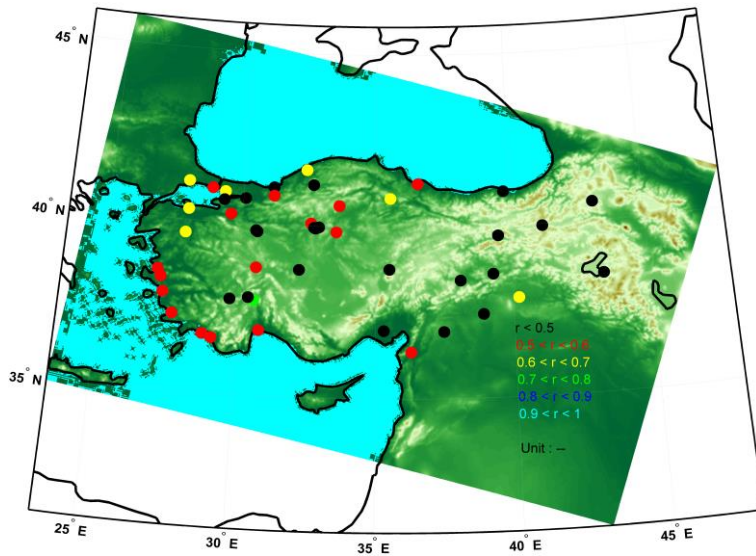 45° N
40° N
35° N
r < 0.5
0.5 < r < 0.6
0.6 < r < 0.7
0.7 < r < 0.8
0.8 < r < 0.9
0.9 < r < 1
Unit : --
25° E
30° E
35° E
40° E
45° E